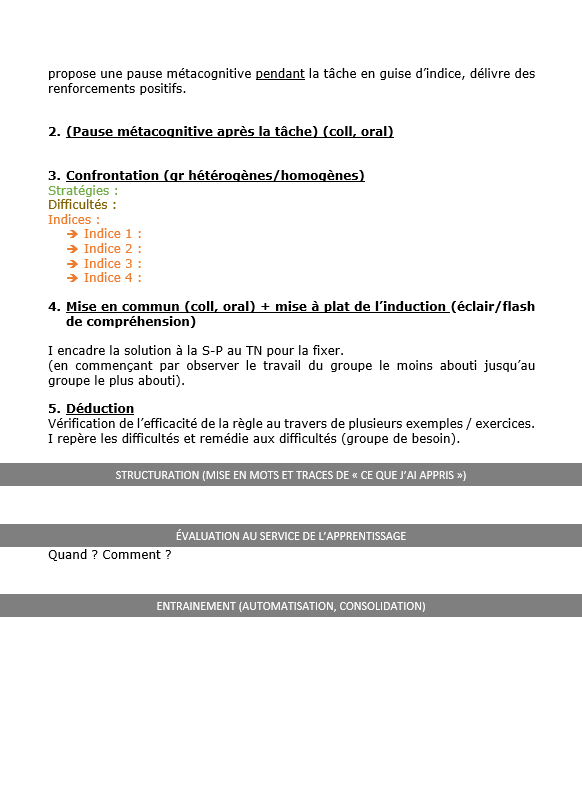 propose une pause métacognitive pendant la tâche en guise d’indice, délivre des
renforcements positifs.
2. (Pause métacognitive après la tâche) (coll, oral)
3. Confrontation (gr hétérogènes/homogènes)
Stratégies :
Difficultés :
Indices :
➔ Indice 1 :
➔ Indice 2 :
➔ Indice 3 :
➔ Indice 4 :
4. Mise en commun (coll, oral) + mise à plat de l’induction (éclair/flash
de compréhension)
I encadre la solution à la S-P au TN pour la fixer.
(en commençant par observer le travail du groupe le moins abouti jusqu’au
groupe le plus abouti).
5. Déduction
Vérification de l’efficacité de la règle au travers de plusieurs exemples / exercices.
I repère les difficultés et remédie aux difficultés (groupe de besoin).
STRUCTURATION (MISE EN MOTS ET TRACES DE « CE QUE J’AI APPRIS »)
ÉVALUATION AU SERVICE DE L’APPRENTISSAGE
Quand ? Comment ?
ENTRAINEMENT (AUTOMATISATION, CONSOLIDATION)